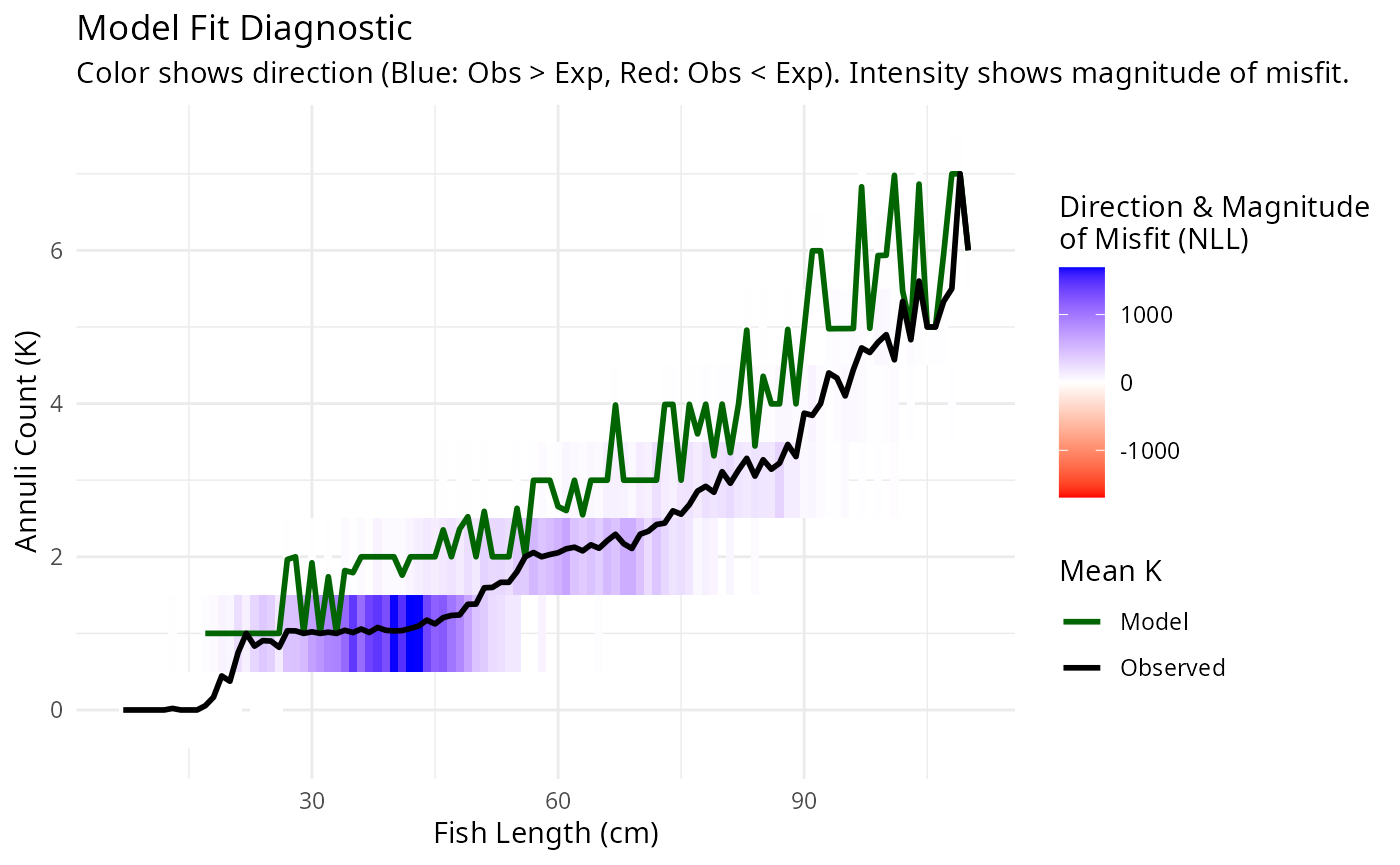 Model Fit Diagnostic
Color shows direction (Blue: Obs > Exp, Red: Obs < Exp). Intensity shows magnitude of misfit.
Annuli Count (K)
6
4
2
0
30
60
90
Fish Length (cm)
Direction & Magnitude
of Misfit (NLL)
1000
0
-1000
Mean K
Model
Observed